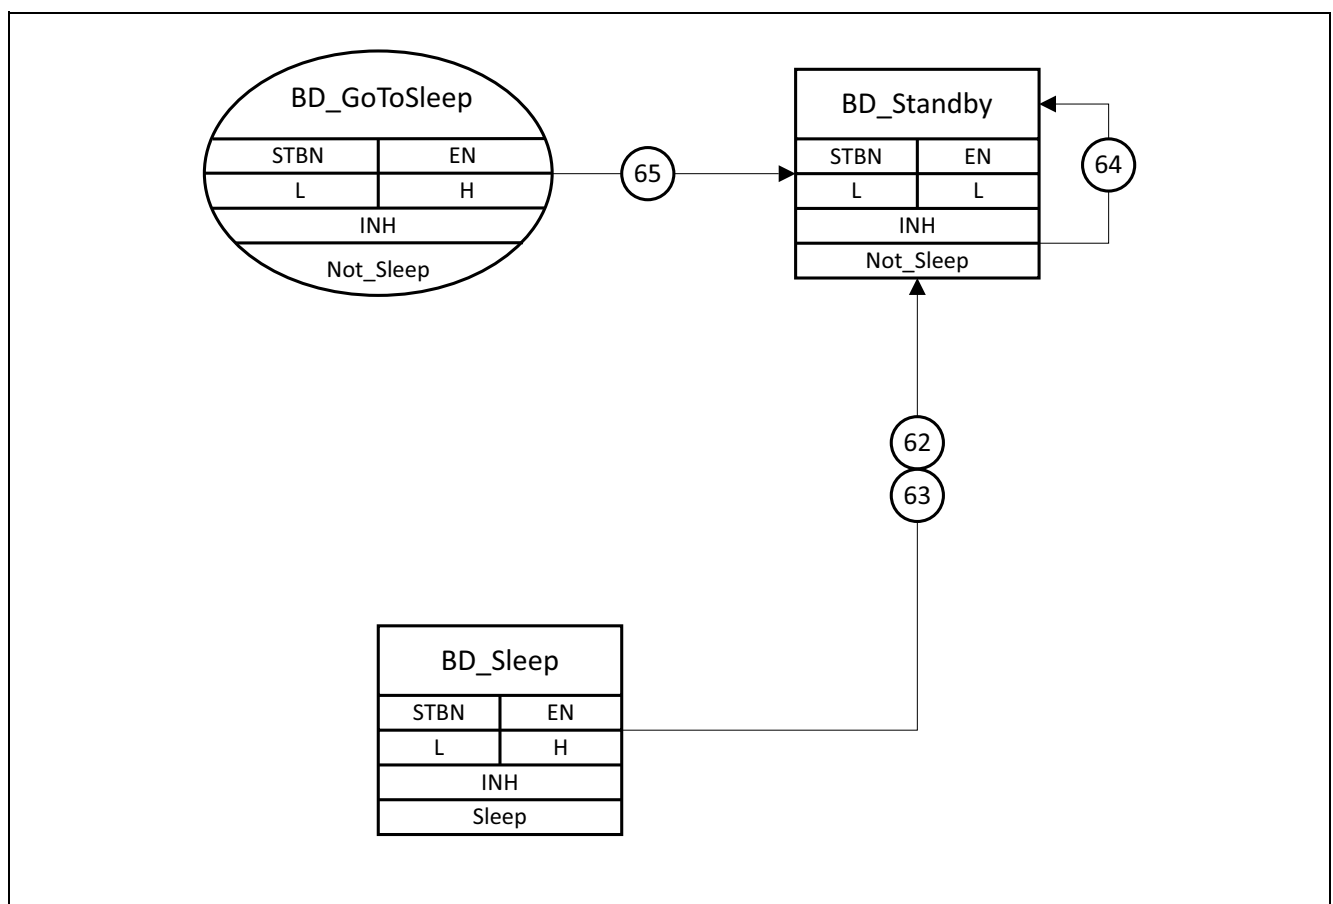 BD_GoToSleep
STBN EN
L H
INH
Not_Sleep
65
BD_Standby
STBN EN
L L
INH
Not_Sleep
64
62
63
BD_Sleep
STBN EN
L H
INH
Sleep